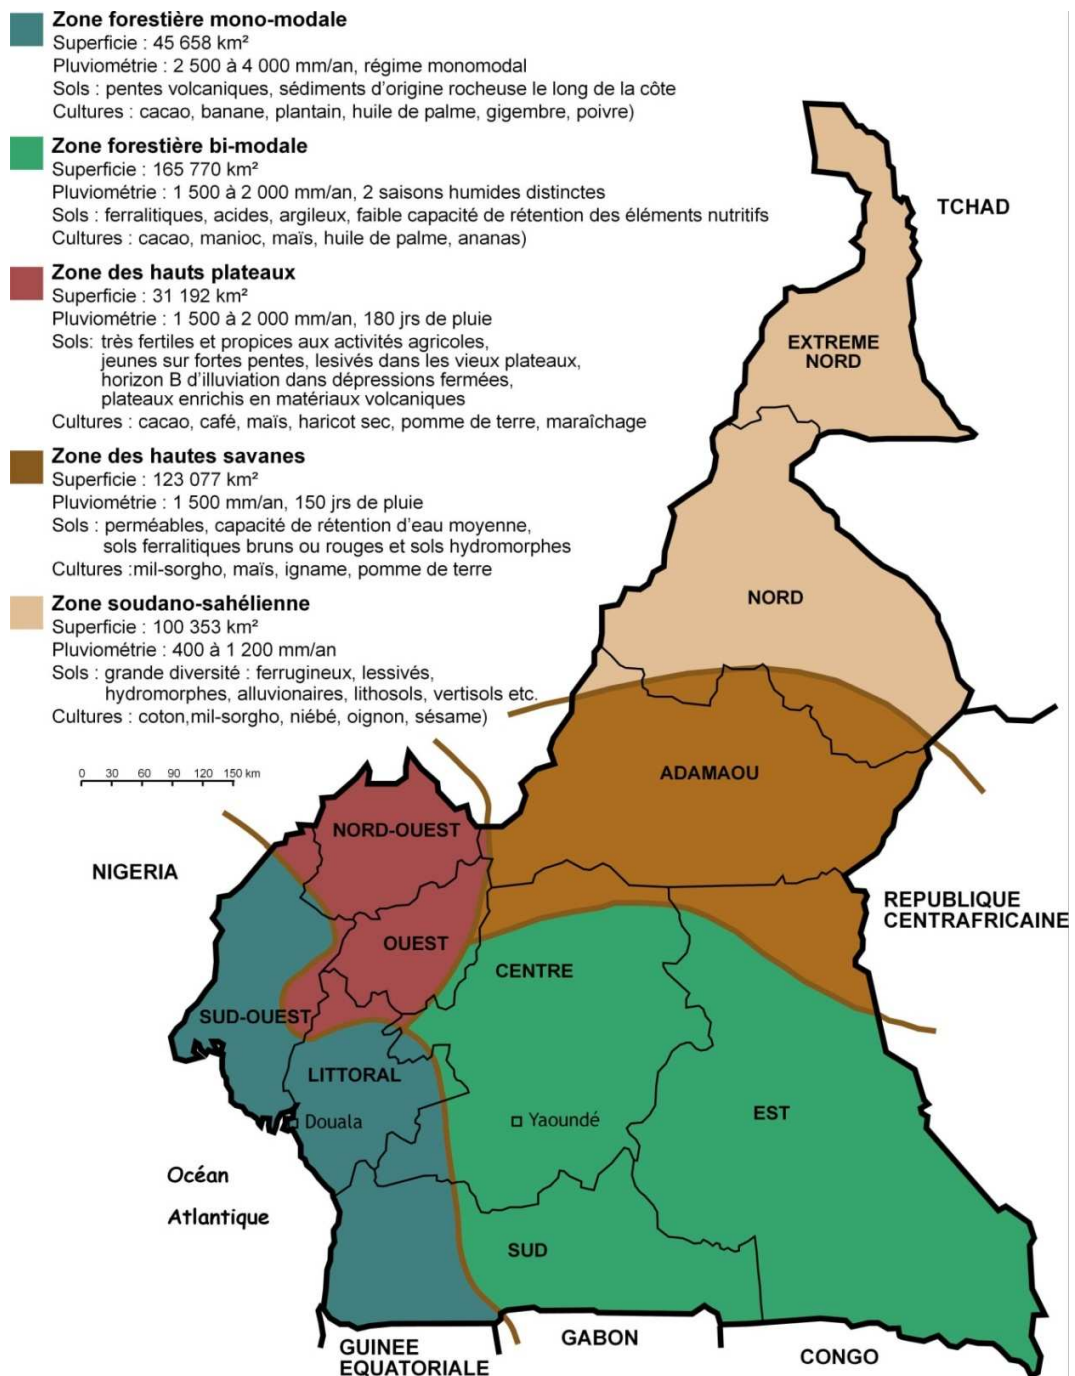 Zone forestière mono-modale
Superficie : 45 658 km²
Pluviométrie : 2 500 à 4 000 mm/an, régime monomodal
Sols : pentes volcaniques, sédiments d'origine rocheuse le long de la côte
Cultures : cacao, banane, plantain, huile de palme, gigembre, poivre)
Zone forestière bi-modale
Superficie : 165 770 km²
Pluviométrie : 1 500 à 2 000 mm/an, 2 saisons humides distinctes
Sols : ferralitiques, acides, argileux, faible capacité de rétention des éléments nutritifs
Cultures : cacao, manioc, maïs, huile de palme, ananas)
Zone des hauts plateaux
Superficie : 31 192 km²
Pluviométrie : 1 500 à 2 000 mm/an, 180 jrs de pluie
Sols: très fertiles et propices aux activités agricoles,
jeunes sur fortes pentes, lesivés dans les vieux plateaux,
horizon B d'illuviation dans dépressions fermées,
plateaux enrichis en matériaux volcaniques
Cultures : cacao, café, maïs, haricot sec, pomme de terre, maraîchage
Zone des hautes savanes
Superficie : 123 077 km²
Pluviométrie : 1 500 mm/an, 150 jrs de pluie
Sols : perméables, capacité de rétention d'eau moyenne,
sols ferralitiques bruns ou rouges et sols hydromorphes
Cultures :mil-sorgho, maïs, igname, pomme de terre
Zone soudano-sahélienne
Superficie : 100 353 km²
Pluviométrie : 400 à 1 200 mm/an
Sols : grande diversité : ferrugineux, lessivés,
hydromorphes, alluvionaires, lithosols, vertisols etc.
Cultures : coton,mil-sorgho, niébé, oignon, sésame)
0 30 60 90 120 150 km
TCHAD
EXTREME
NORD
NORD
ADAMAOU
NORD-OUEST
NIGERIA
REPUBLIQUE
CENTRAFRICAINE
OUEST
CENTRE
SUD-OUEST
LITTORAL
EST
Douala
Yaoundé
Océan
Atlantique
SUD
GABON
GUINEE
EQUATORIALE
CONGO